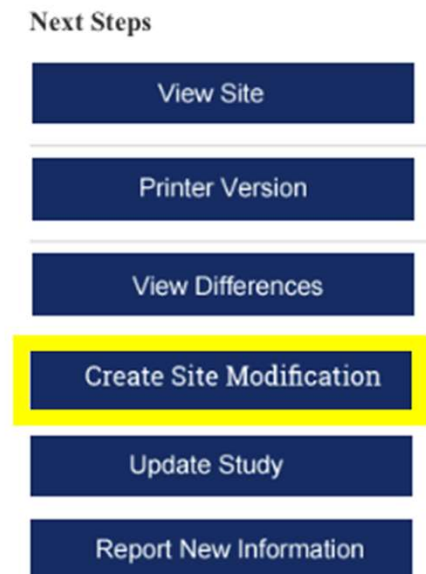 Next Steps
View Site
Printer Version
View Differences
Create Site Modification
Update Study
Report New Information